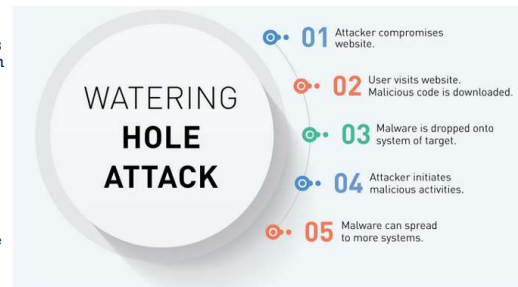 WATERING
HOLE
ATTACK
01 Attacker compromises
website.
02 User visits website.
Malicious code is downloaded.
03 Malware is dropped onto
system of target.
04 Attacker initiates
malicious activities.
05 Malware can spread
to more systems.